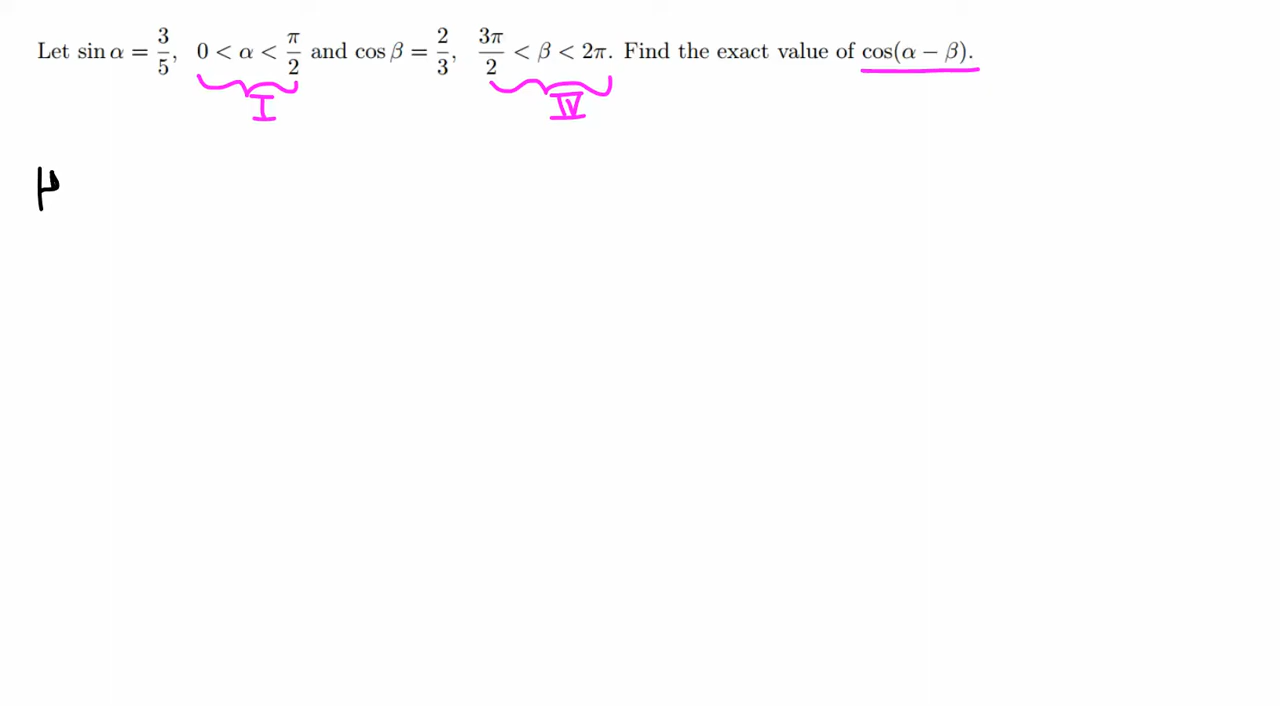 Let sin α = 3/5, 0 < α < π/2 and cos β = 2/3, 3π/2 < β < 2π. Find the exact value of cos(α − β).
I IV